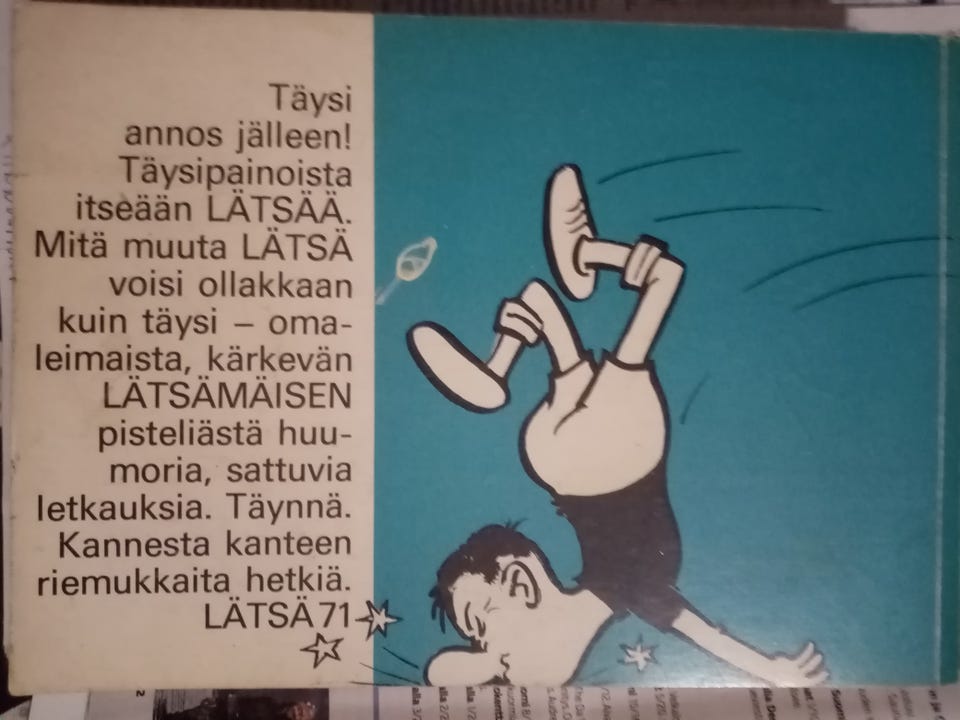 Täysi
annos jälleen!
Täysipainoista
itseään LÄTSÄÄ.
Mitä muuta LÄTSÄ
voisi ollakkaan
kuin täysi – oma-
leimaista, kärkevän
LÄTSÄMÄISEN
pisteliästä huu-
moria, sattuvia
letkauksia. Täynnä.
Kannesta kanteen
riemukkaita hetkiä.
LÄTSÄ 71